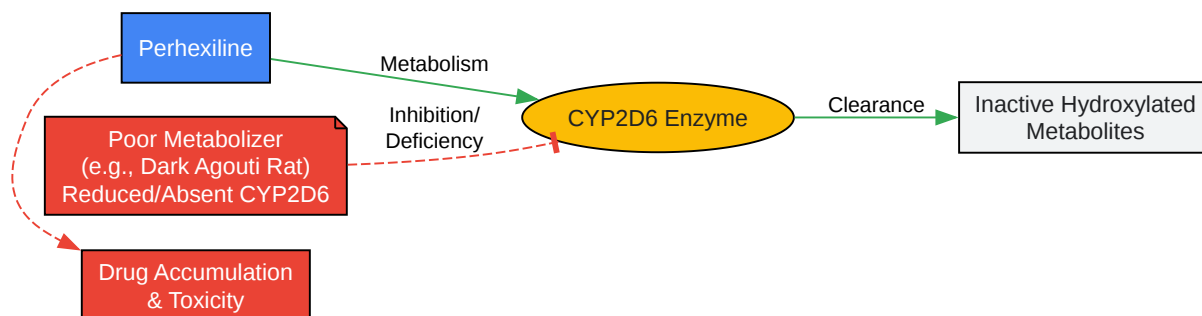 Perhexiline
Metabolism
Poor Metabolizer
(e.g., Dark Agouti Rat)
Reduced/Absent CYP2D6
Inhibition/
Deficiency
CYP2D6 Enzyme
Clearance
Inactive Hydroxylated
Metabolites
Drug Accumulation
& Toxicity